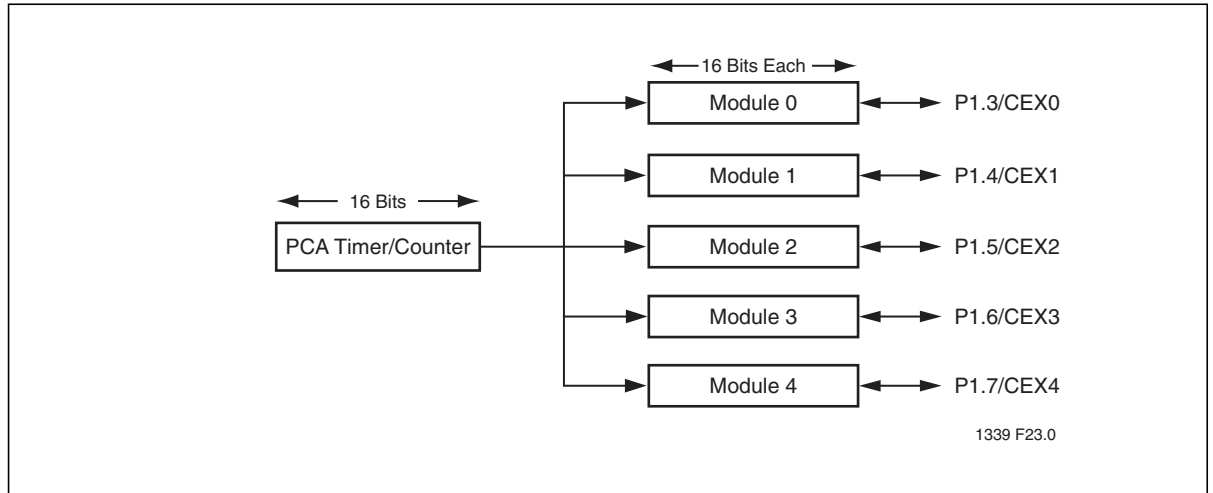 16 Bits Each
Module 0
P1.3/CEX0
Module 1
P1.4/CEX1
16 Bits
PCA Timer/Counter
Module 2
P1.5/CEX2
Module 3
P1.6/CEX3
Module 4
P1.7/CEX4
1339 F23.0